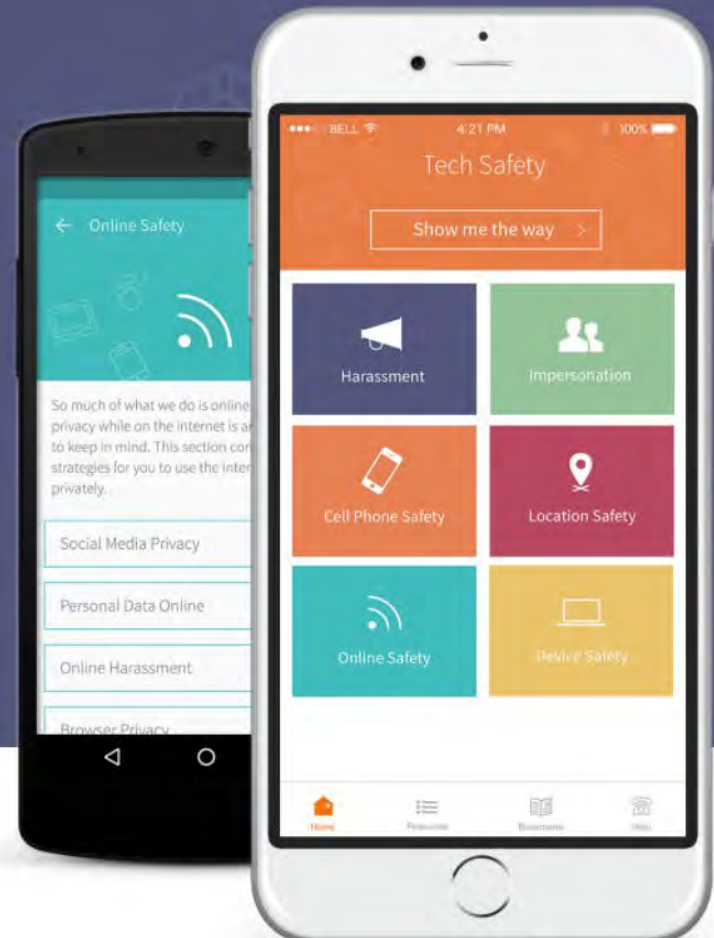 Online Safety
So much of what we do is online
privacy while on the internet is
to keep in mind. This section
strategies for you to use the
privately.
Social Media Privacy
Personal Data Online
Online Harassment
Browser Privacy
BELL 4:21 PM 100%
Tech Safety
Show me the way >
Harassment
Impersonation
Cell Phone Safety
Location Safety
Online Safety
Device Safety
Home
Resources